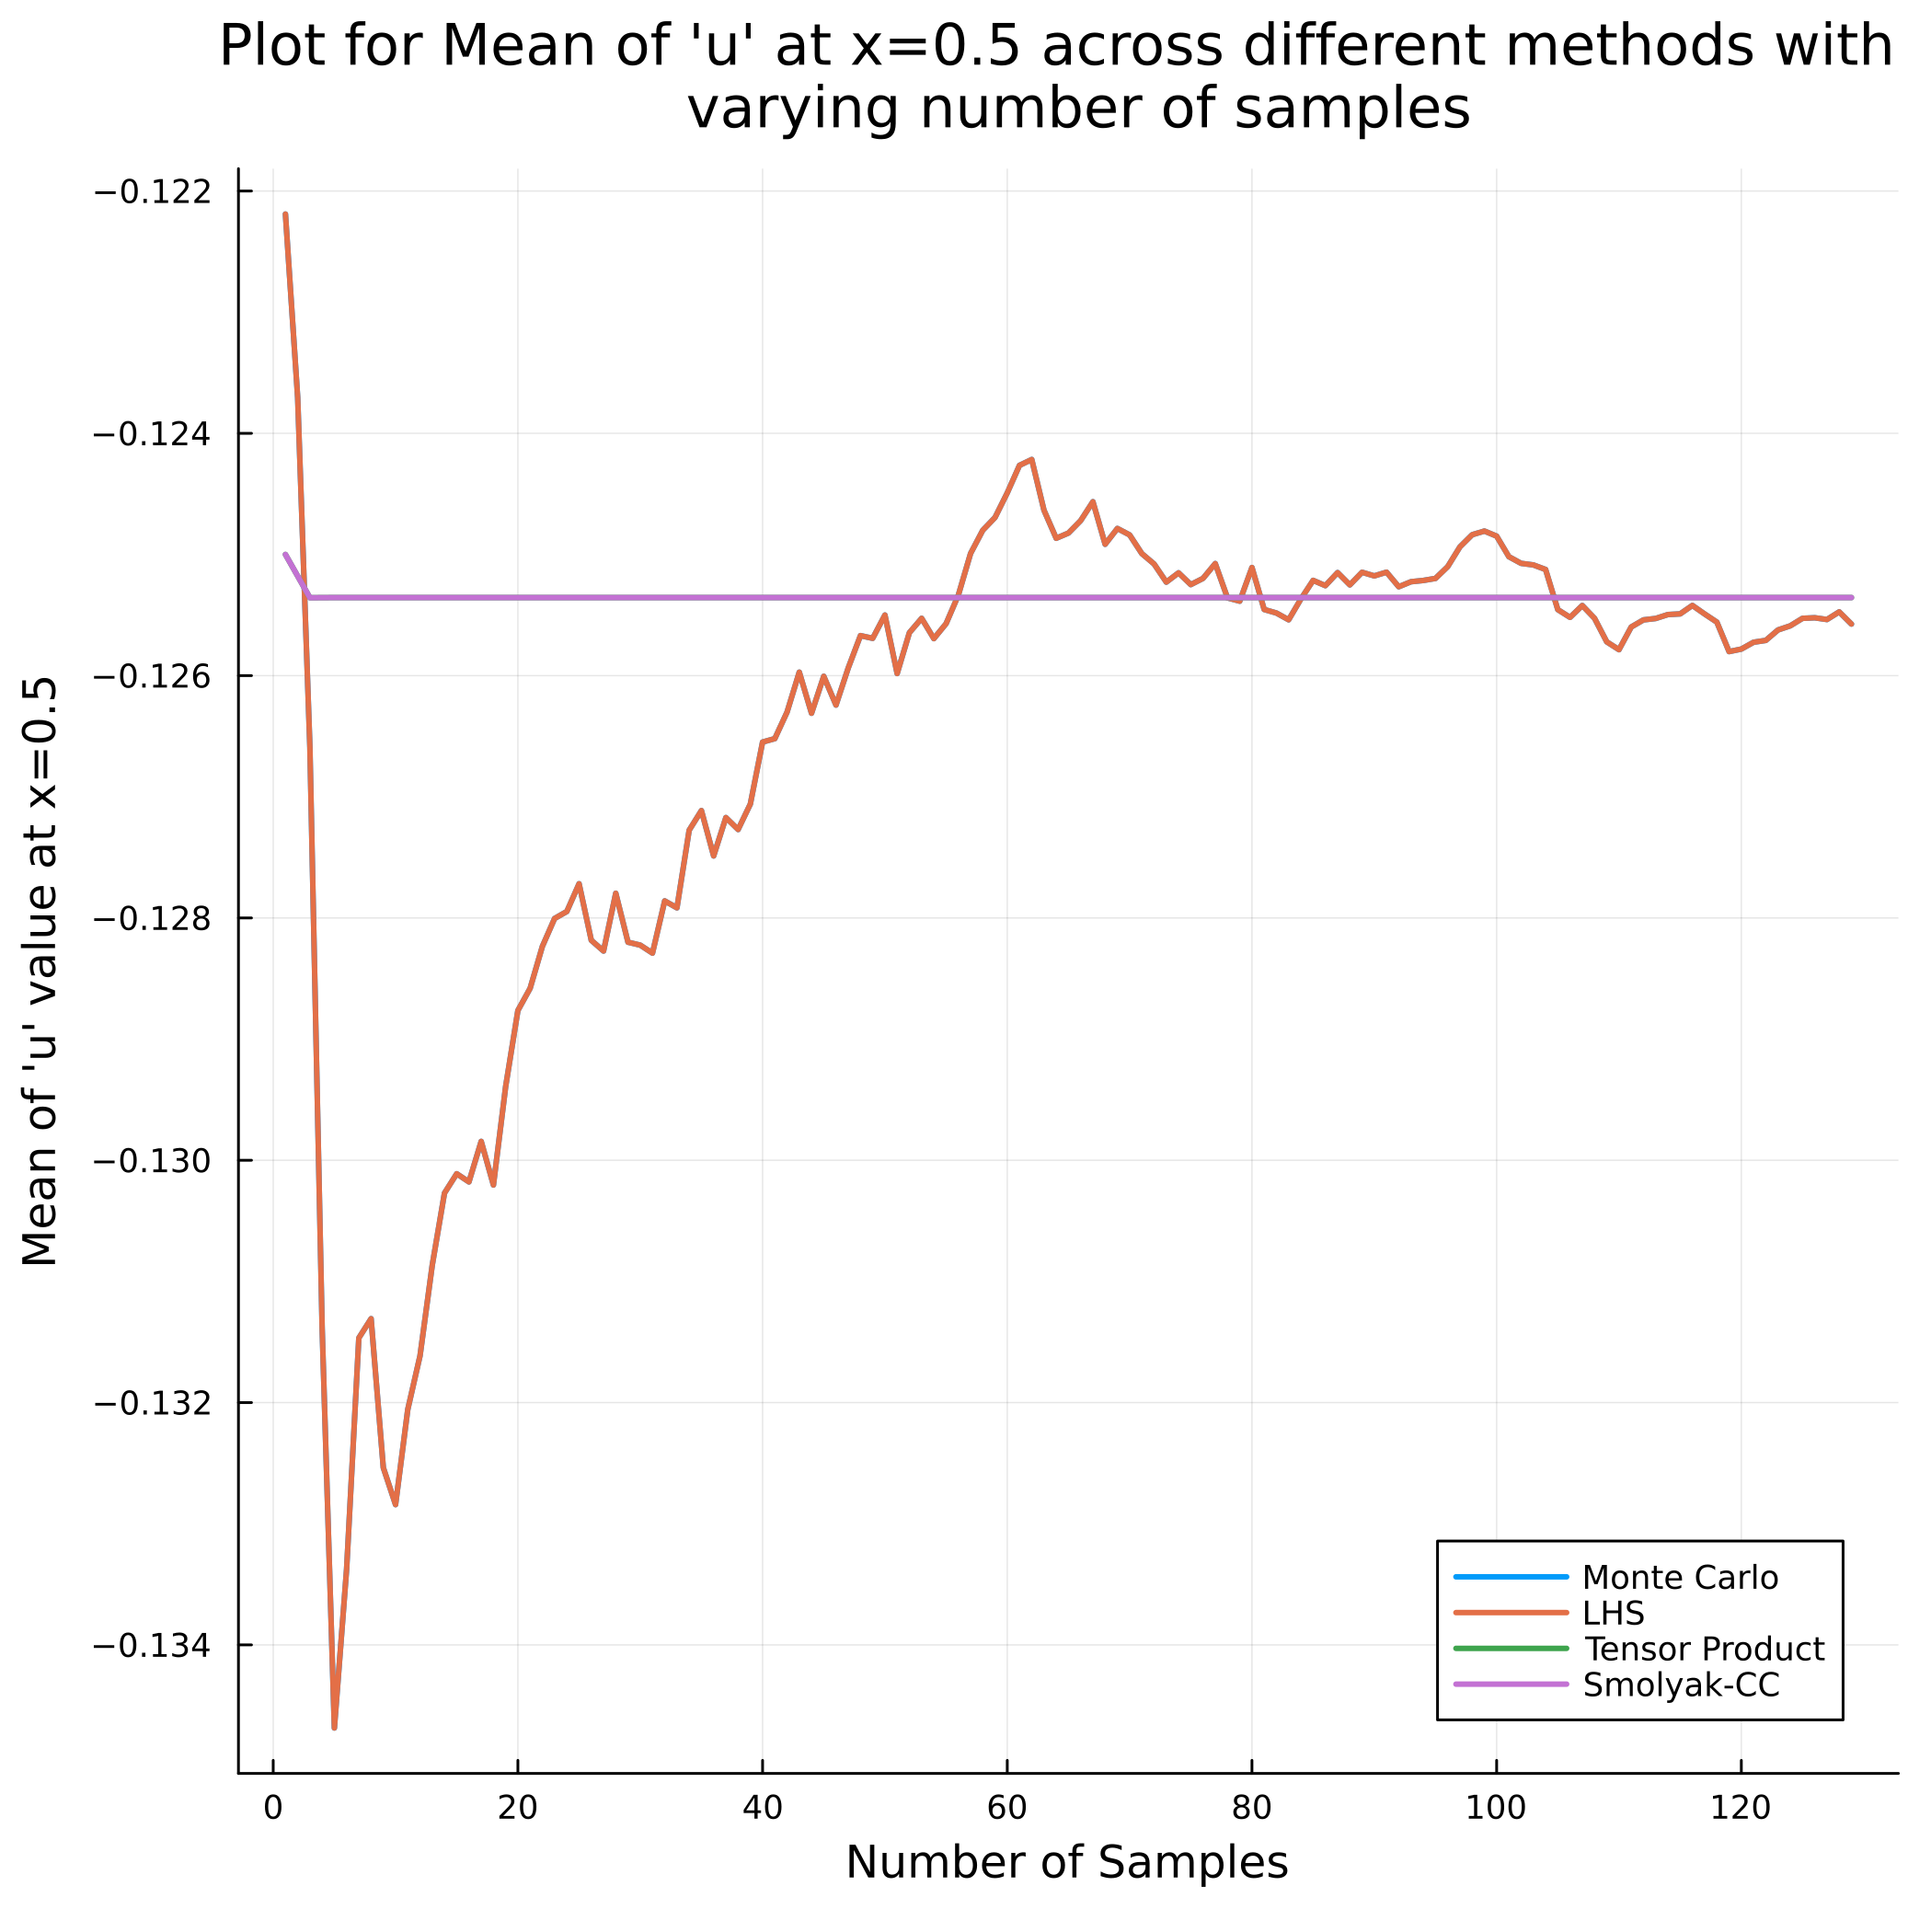 Plot for Mean of 'u' at x=0.5 across different methods with
varying number of samples
Mean of 'u' value at x=0.5
−0.122
−0.124
−0.126
−0.128
−0.130
−0.132
−0.134
Monte Carlo
LHS
Tensor Product
Smolyak-CC
0 20 40 60 80 100 120
Number of Samples